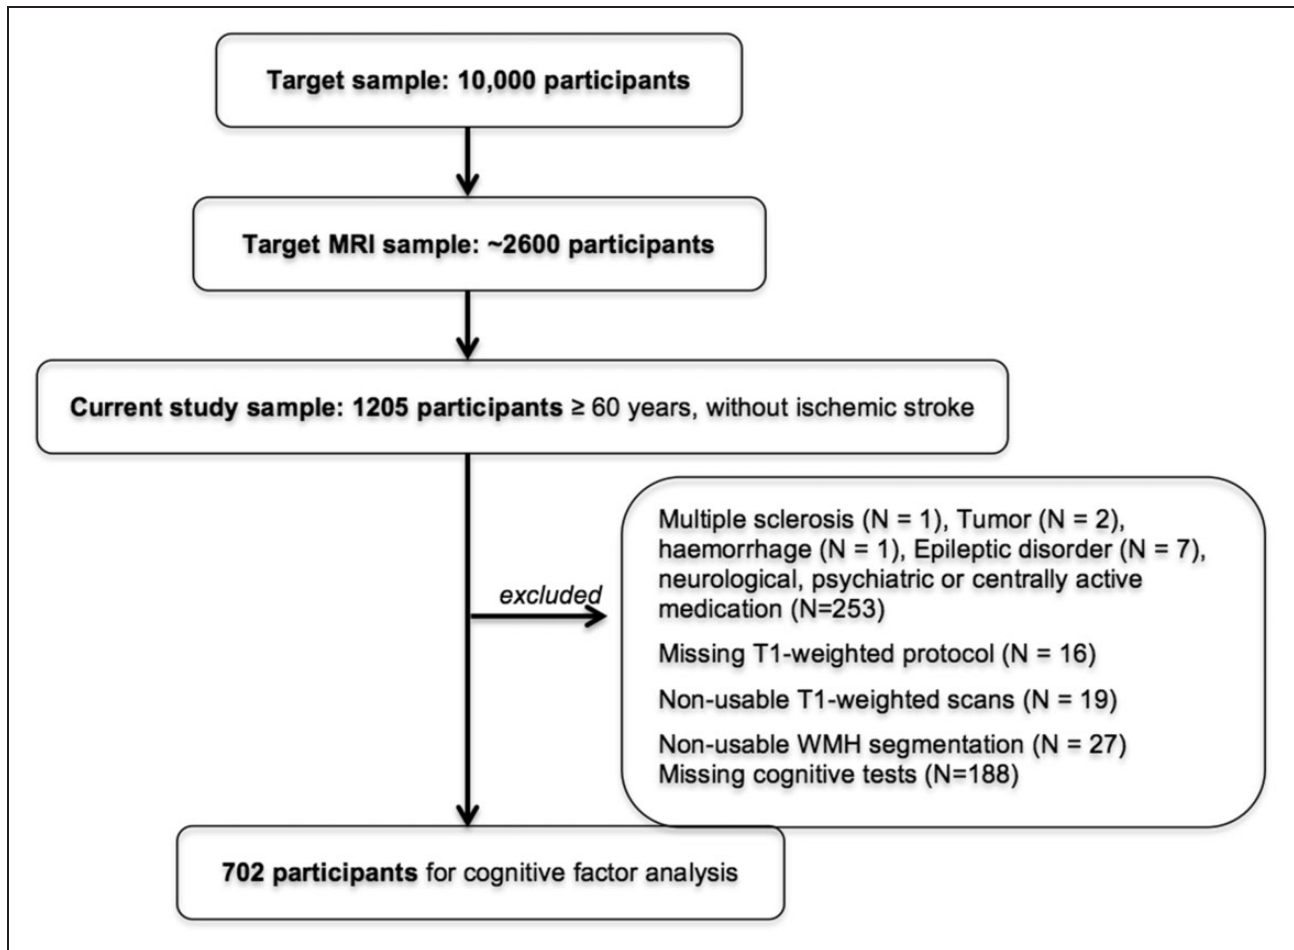 Target sample: 10,000 participants
Target MRI sample: ~2600 participants
Current study sample: 1205 participants ≥ 60 years, without ischemic stroke
excluded
Multiple sclerosis (N = 1), Tumor (N = 2),
haemorrhage (N = 1), Epileptic disorder (N = 7),
neurological, psychiatric or centrally active
medication (N=253)
Missing T1-weighted protocol (N = 16)
Non-usable T1-weighted scans (N = 19)
Non-usable WMH segmentation (N = 27)
Missing cognitive tests (N=188)
702 participants for cognitive factor analysis